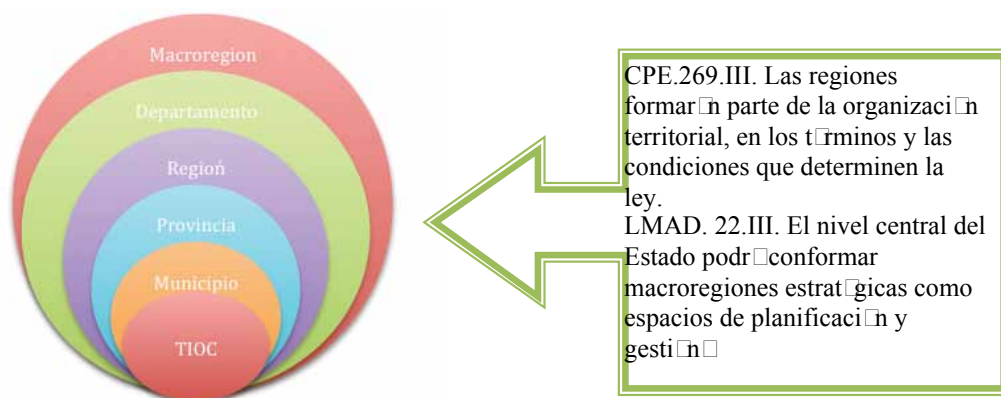 Macroregion
Departamento
Región
Provincia
Municipio
TIOC
CPE.269.III. Las regiones
formar□n parte de la organizaci□n
territorial, en los t□rminos y las
condiciones que determinen la
ley.
LMAD. 22.III. El nivel central del
Estado podr□conformar
macroregiones estrat□gicas como
espacios de planificaci□n y
gesti□n□